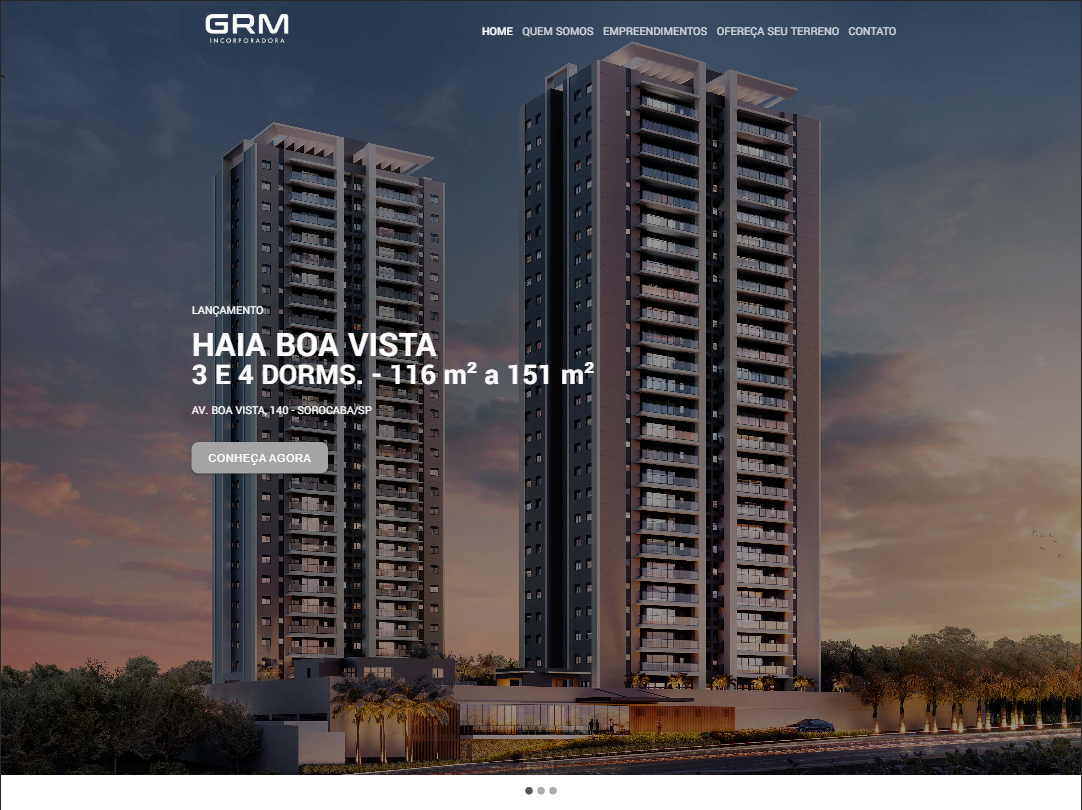 GRM
INCORPORADORA
HOME QUEM SOMOS EMPREENDIMENTOS OFEREÇA SEU TERRENO CONTATO
LANÇAMENTO
HAIA BOA VISTA
3 E 4 DORMS. - 116 m² a 151 m²
AV. BOA VISTA, 140 - SOROCABA/SP
CONHEÇA AGORA